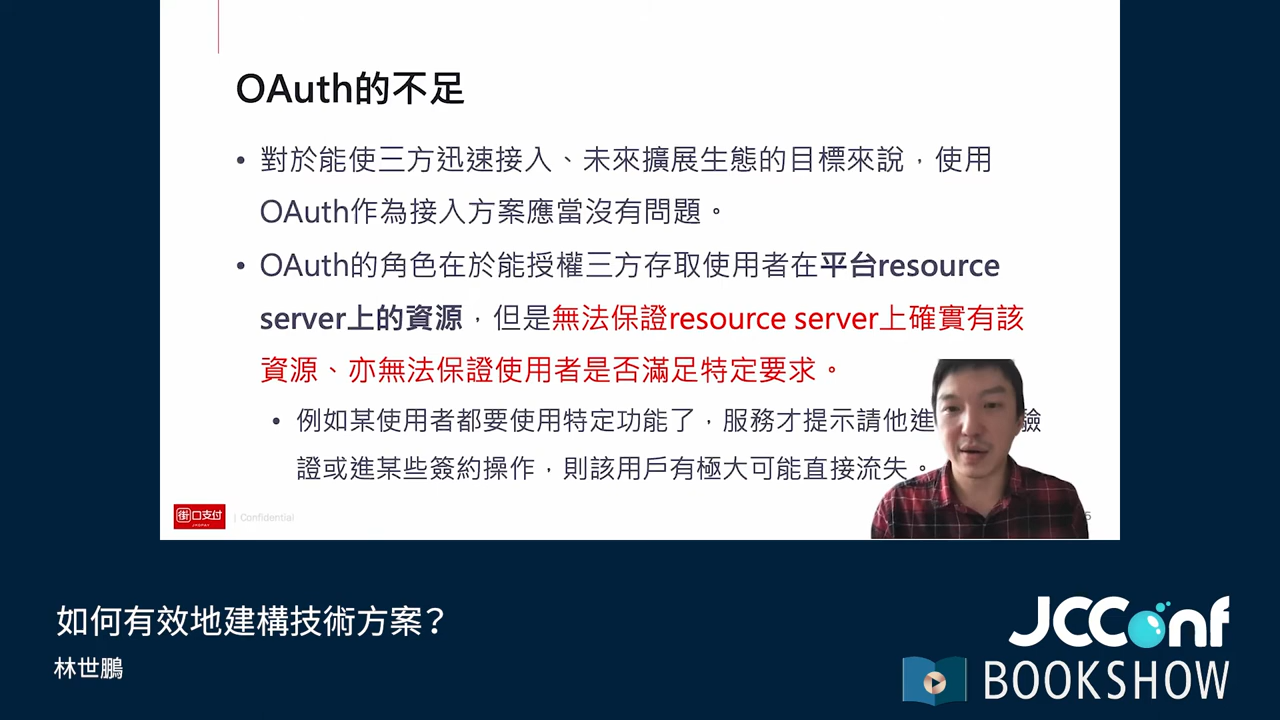 OAuth的不足
• 對於能使三方迅速接入、未來擴展生態的目標來說，使用
OAuth作為接入方案應當沒有問題。
• OAuth的角色在於能授權三方存取使用者在平台resource
server上的資源，但是無法保證resource server上確實有該
資源、亦無法保證使用者是否滿足特定要求。
• 例如某使用者都要使用特定功能了，服務才提示請他進 驗
證或進某些簽約操作，則該用戶有極大可能直接流失。
街口支付
JKOPAY
| Confidential
如何有效地建構技術方案？
林世鵬
JCConf
BOOKSHOW